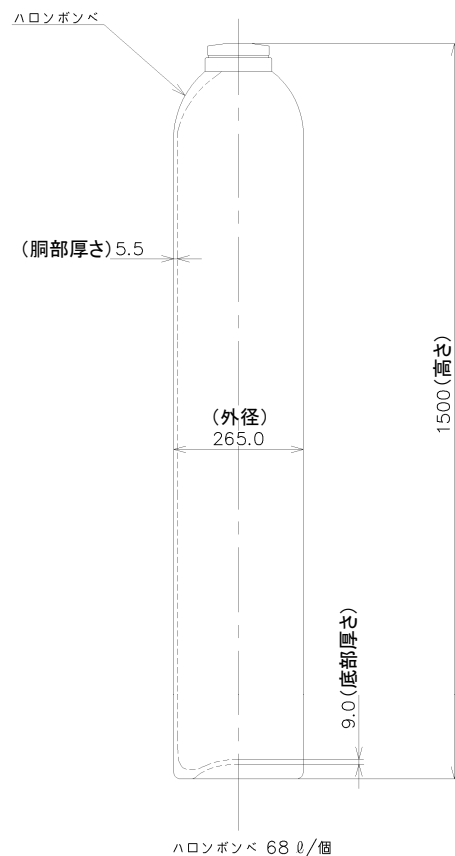 ハロンボンベ
(胴部厚さ)5.5
(外径)
265.0
1500(高さ)
9.0(底部厚さ)
ハロンボンベ 68 ℓ/個